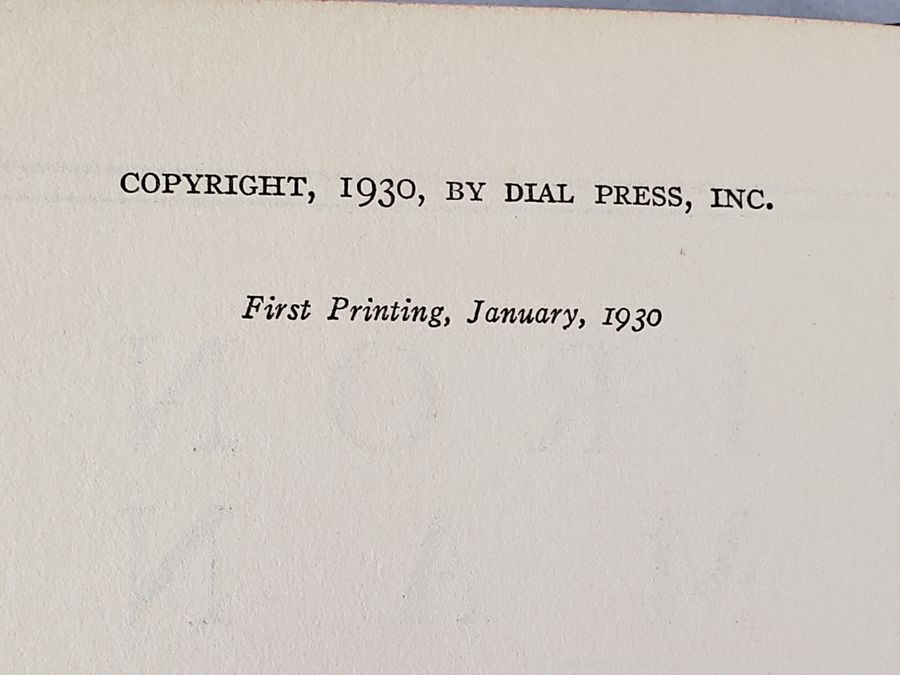 COPYRIGHT, 1930, BY DIAL PRESS, INC.
First Printing, January, 1930